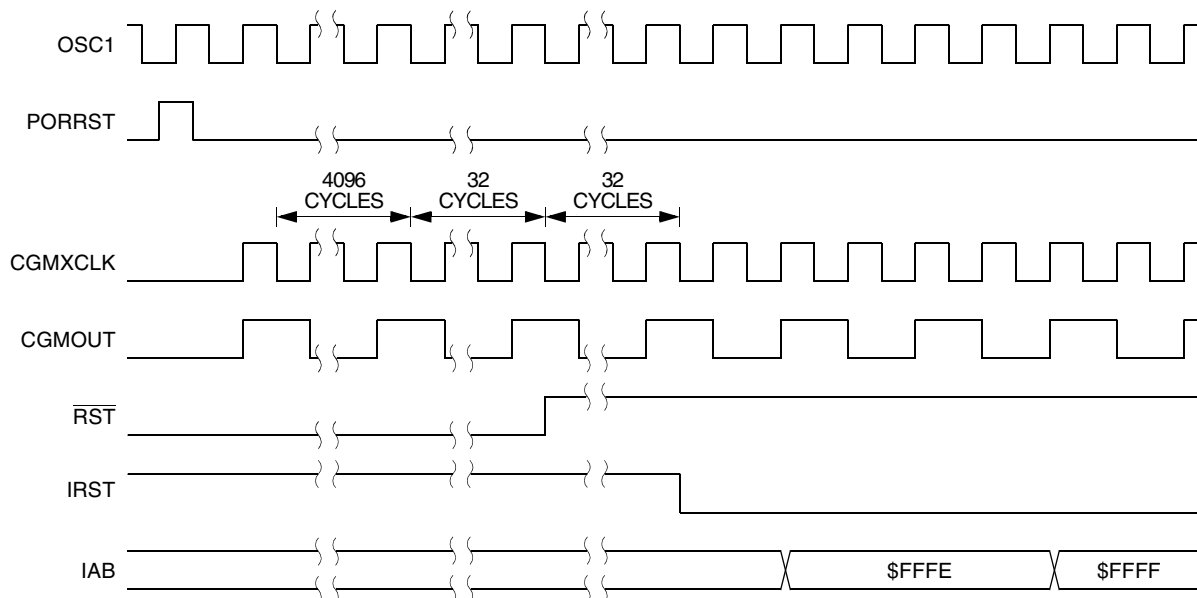 OSC1
PORRST
4096
CYCLES
32
CYCLES
32
CYCLES
CGMXCLK
CGMOUT
RST
IRST
IAB
$FFFE
$FFFF